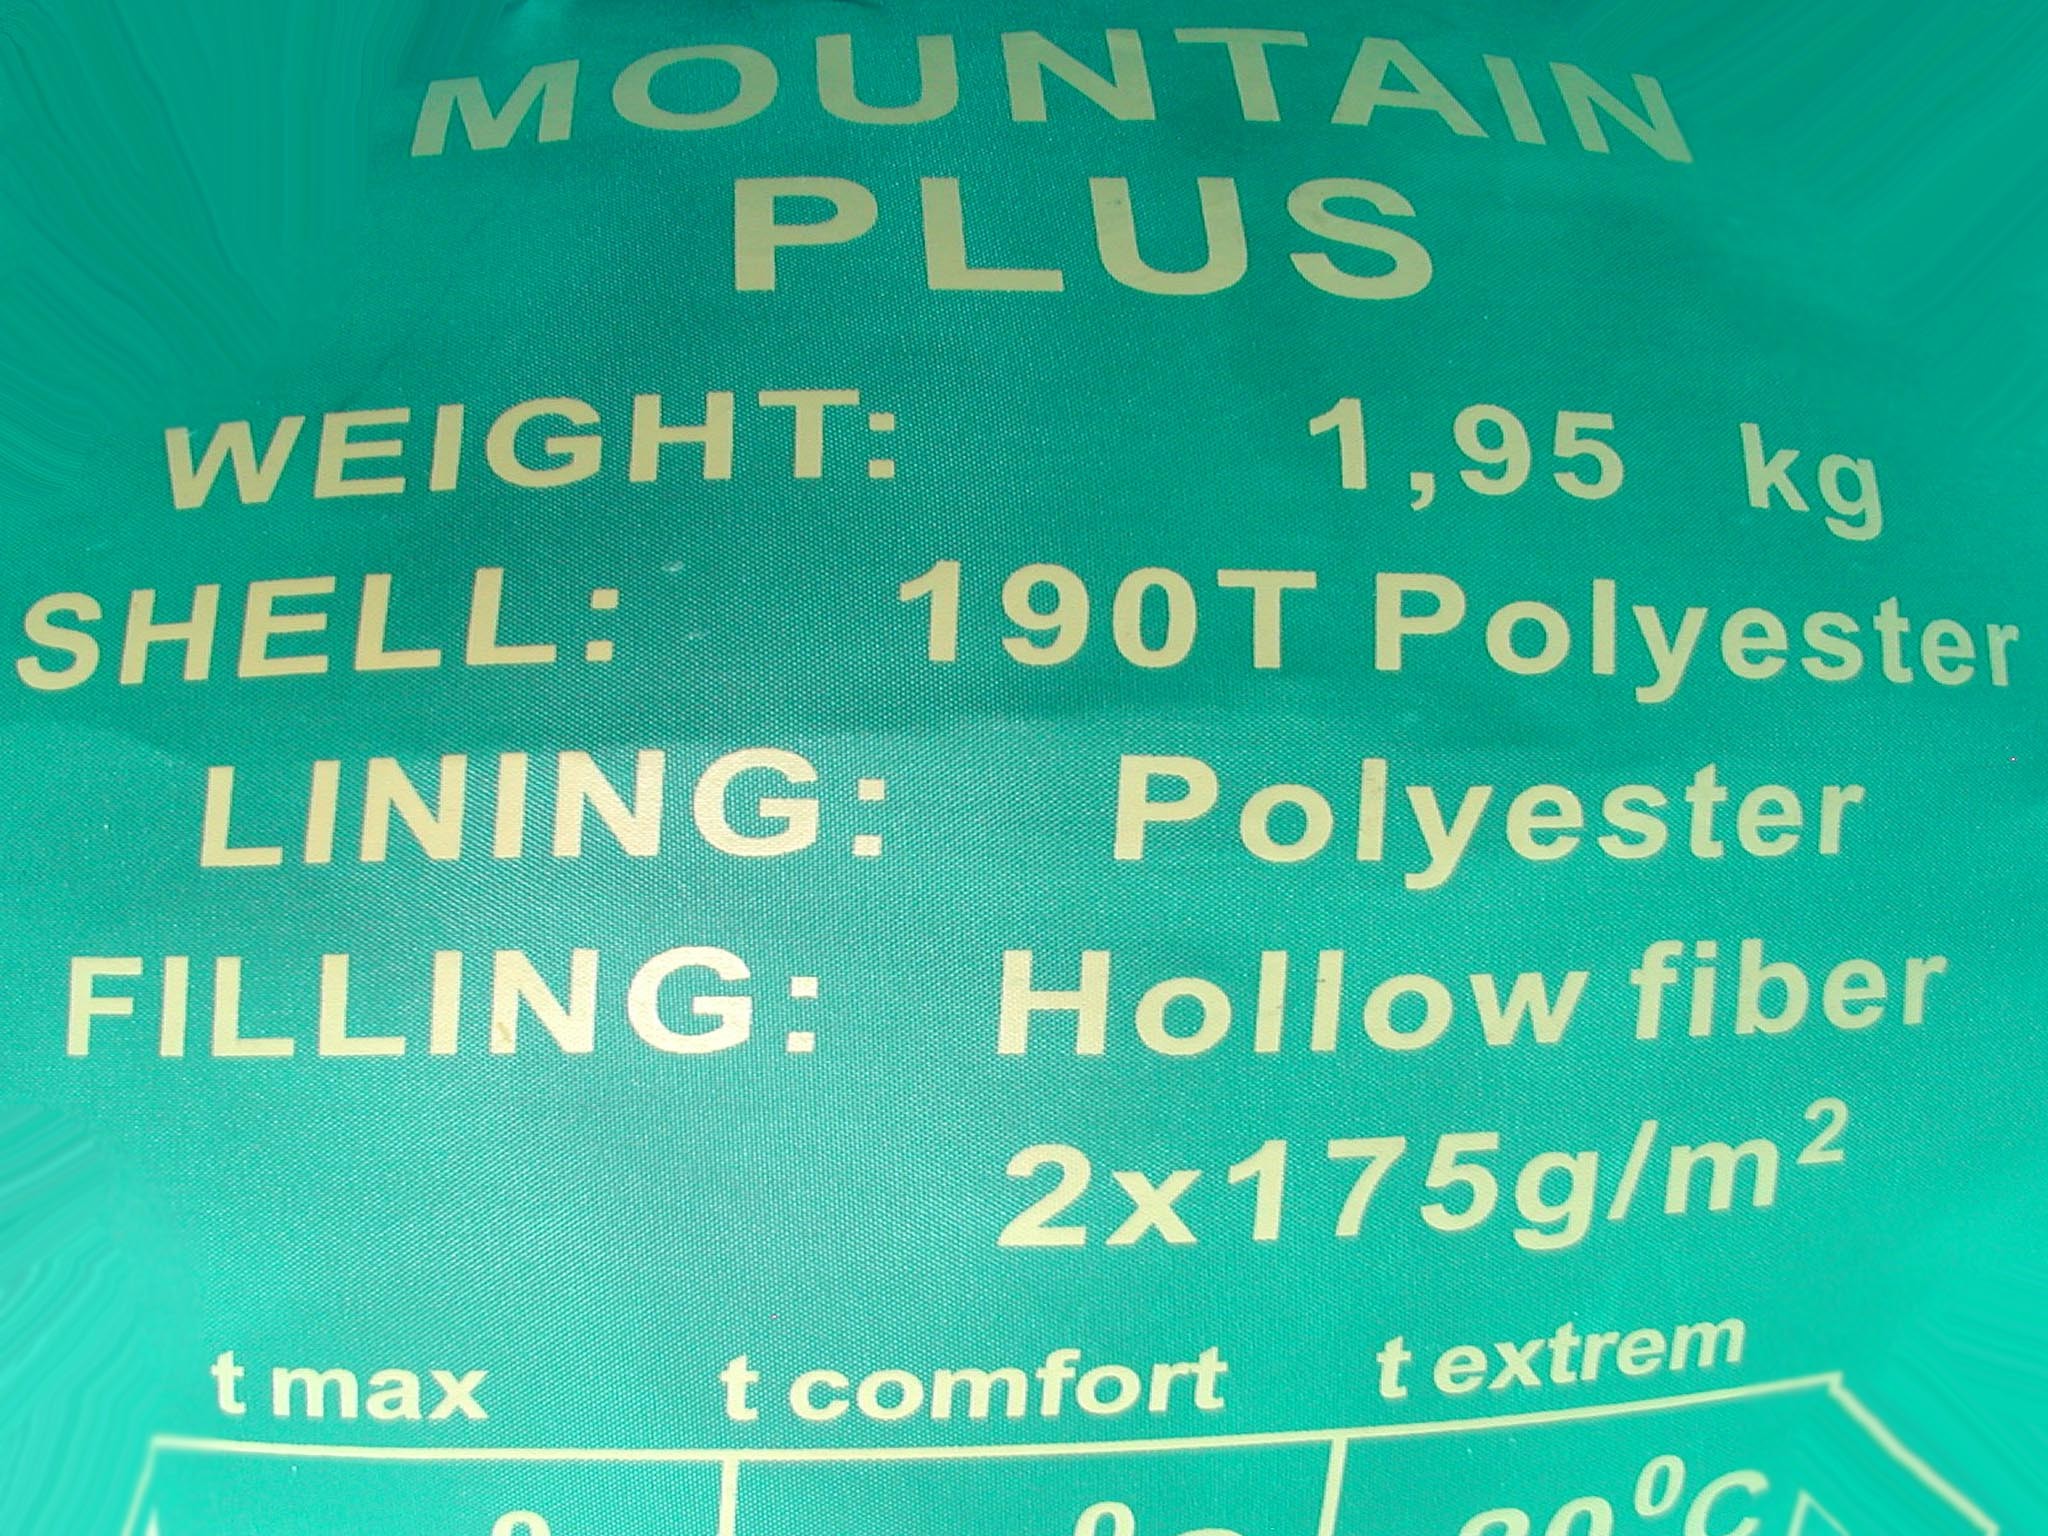 MOUNTAIN
PLUS
WEIGHT: 1,95 kg
SHELL: 190T Polyester
LINING: Polyester
FILLING: Hollow fiber
2x175g/m²
t max t comfort t extrem